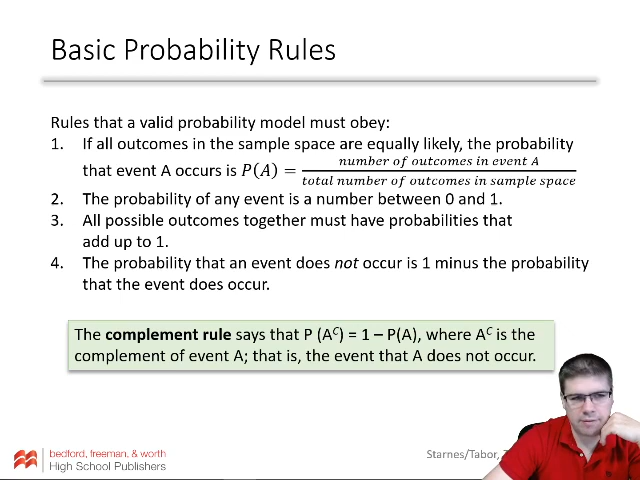 Basic Probability Rules
Rules that a valid probability model must obey:
1. If all outcomes in the sample space are equally likely, the probability
that event A occurs is P(A) = number of outcomes in event A / total number of outcomes in sample space
2. The probability of any event is a number between 0 and 1.
3. All possible outcomes together must have probabilities that
add up to 1.
4. The probability that an event does not occur is 1 minus the probability
that the event does occur.
The complement rule says that P (Aᶜ) = 1 – P(A), where Aᶜ is the
complement of event A; that is, the event that A does not occur.
bedford, freeman, & worth
High School Publishers
Starnes/Tabor,